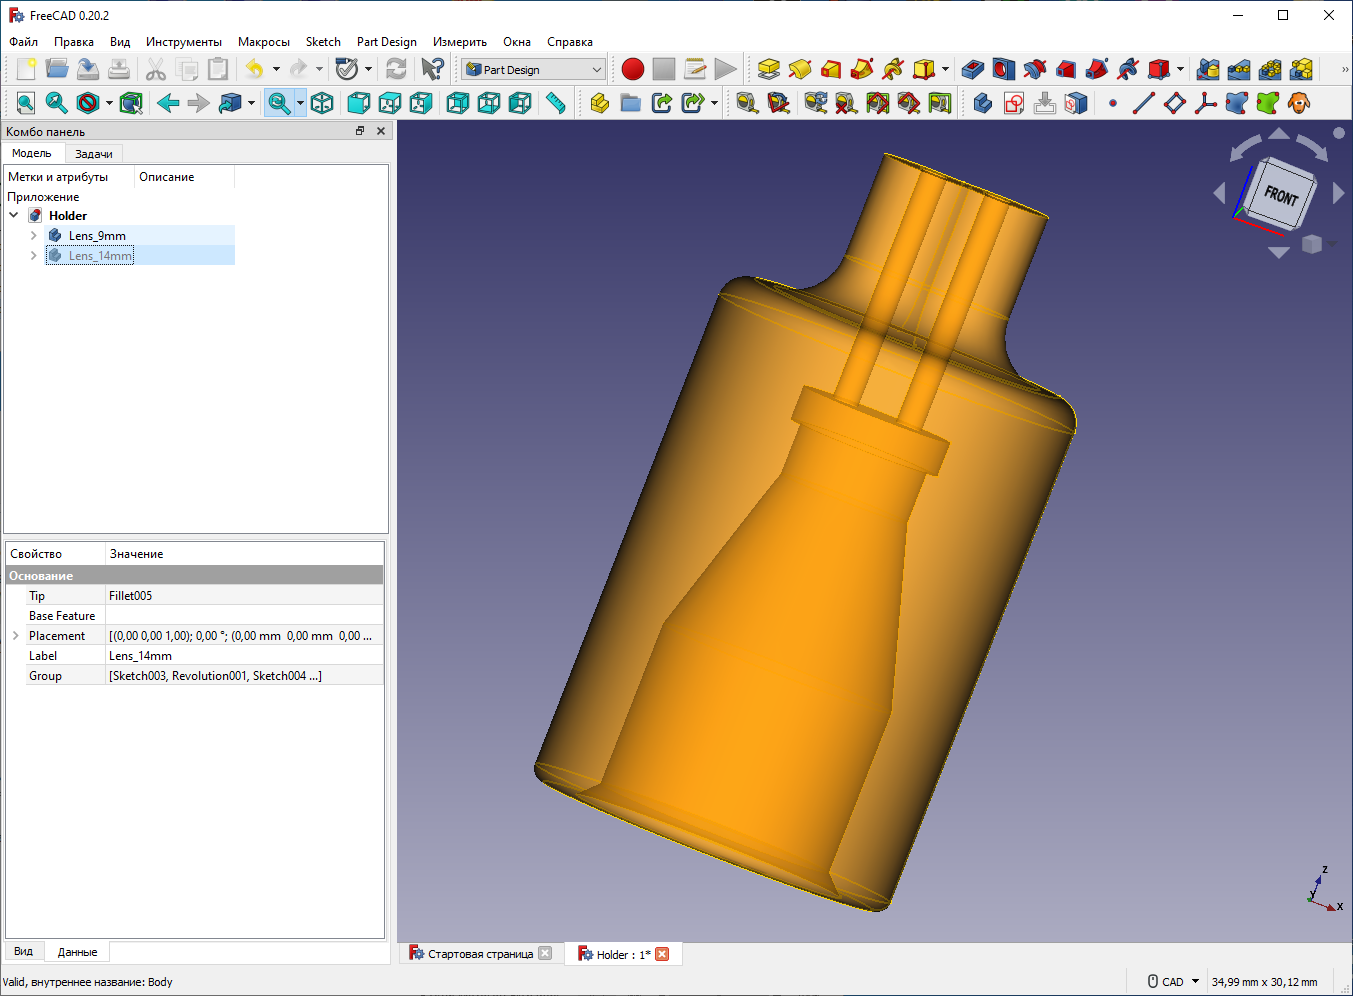 FreeCAD 0.20.2
Файл Правка Вид Инструменты Макросы Sketch Part Design Измерить Окна Справка
Part Design
Комбо панель
Модель Задачи
Метки и атрибуты Описание
Приложение
Holder
Lens_9mm
Lens_14mm
FRONT
Свойство Значение
Основание
Tip Fillet005
Base Feature
Placement [(0,00 0,00 1,00); 0,00 °; (0,00 mm 0,00 mm 0,00 ...
Label Lens_14mm
Group [Sketch003, Revolution001, Sketch004 ...]
z
y
x
Вид Данные
Стартовая страница Holder : 1*
Valid, внутреннее название: Body
CAD 34,99 mm x 30,12 mm